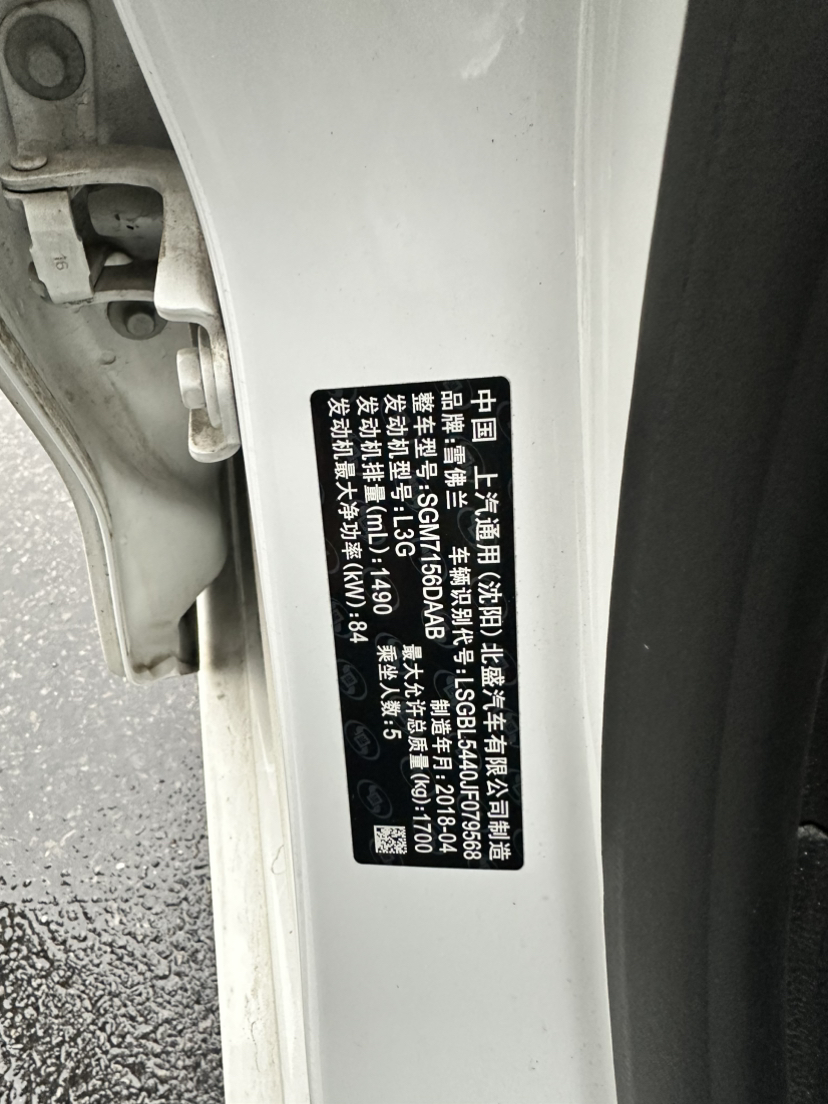 中国 上汽通用(沈阳)北盛汽车有限公司制造
品牌:雪佛兰 车辆识别代号:LSGBL5440JF079568
整车型号:SGM7156DAAB 制造年月:2018-04
发动机型号:L3G 最大允许总质量(kg):1700
发动机排量(mL):1490 乘坐人数:5
发动机最大净功率(kW):84
16